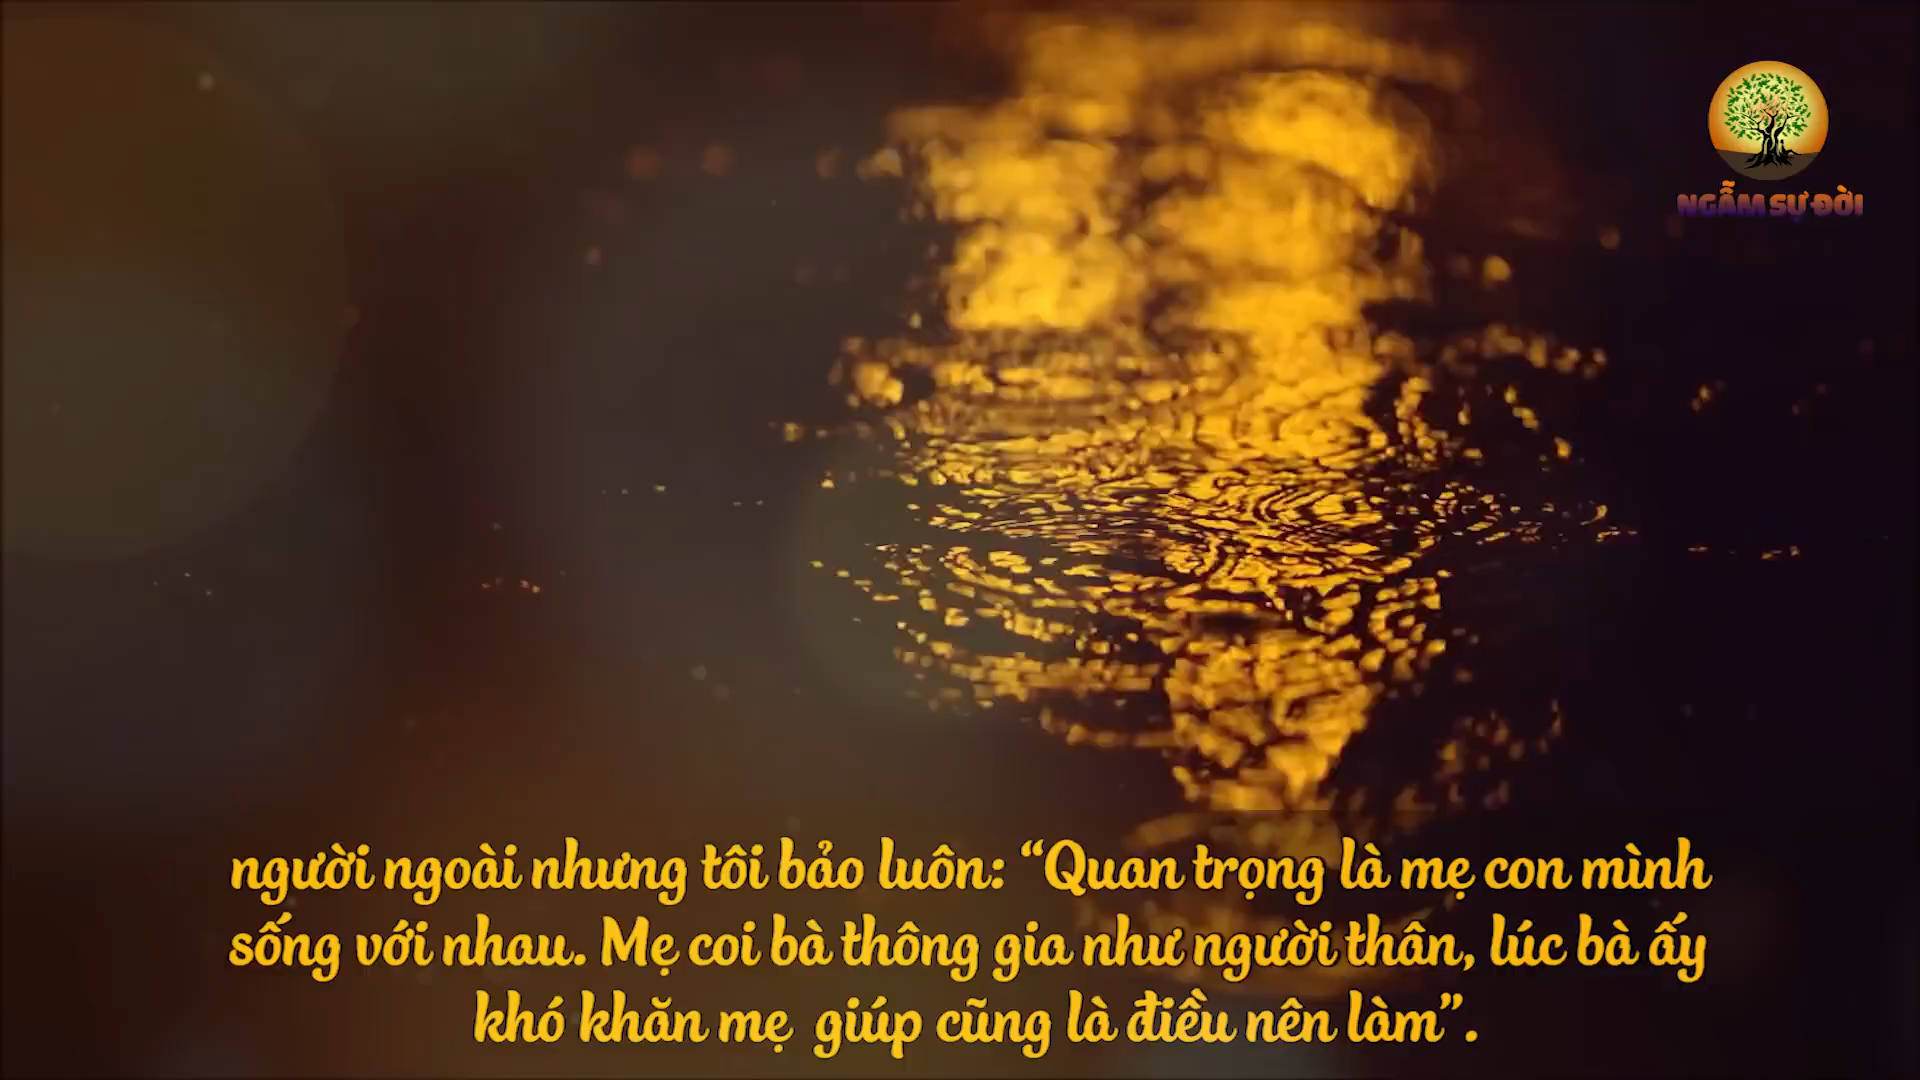 NGẪM SỰ ĐỜI
người ngoài nhưng tôi bảo luôn: “Quan trọng là mẹ con mình
sống với nhau. Mẹ coi bà thông gia như người thân, lúc bà ấy
khó khăn mẹ giúp cũng là điều nên làm”.